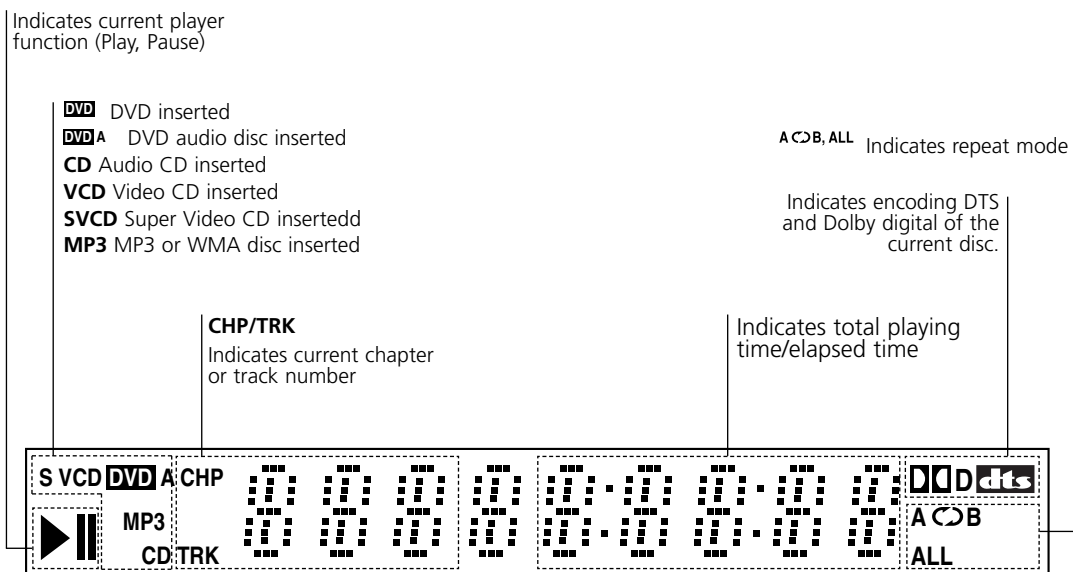 Indicates current player
function (Play, Pause)
DVD DVD inserted
DVD A DVD audio disc inserted
CD Audio CD inserted
VCD Video CD inserted
SVCD Super Video CD insertedd
MP3 MP3 or WMA disc inserted
A B, ALL Indicates repeat mode
Indicates encoding DTS
and Dolby digital of the
current disc.
CHP/TRK
Indicates current chapter
or track number
Indicates total playing
time/elapsed time
S VCD DVD A CHP
D dts
MP3
A B
CD TRK
ALL